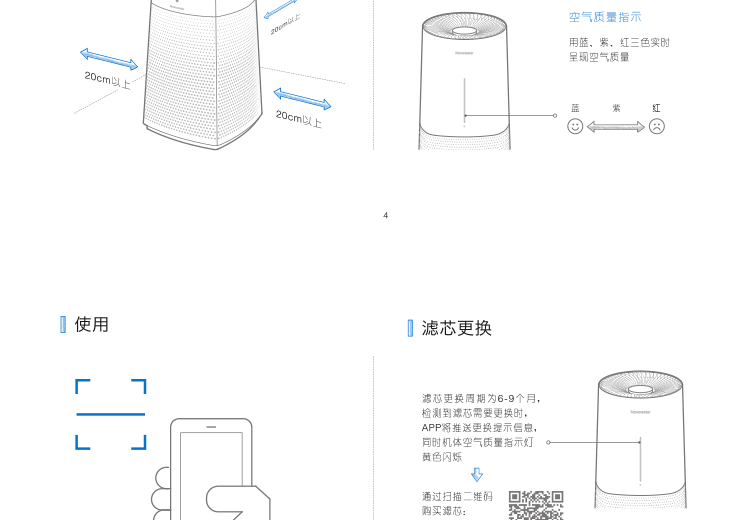 20cm以上
20cm以上
20cm以上
空气质量指示
用蓝、紫、红三色实时
呈现空气质量
蓝 紫 红
4
使用
滤芯更换
滤芯更换周期为6-9个月,
检测到滤芯需要更换时,
APP将推送更换提示信息,
同时机体空气质量指示灯
黄色闪烁
通过扫描二维码
购买滤芯: